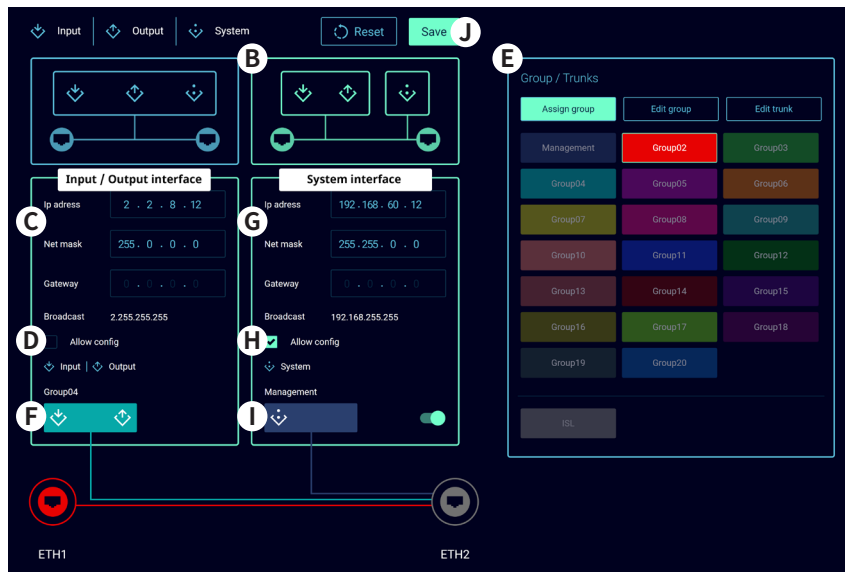 Input
Output
System
Reset
Save
J
B
E
Group / Trunks
Assign group
Edit group
Edit trunk
Management
Group02
Group03
Group04
Group05
Group06
Group07
Group08
Group09
Group10
Group11
Group12
Group13
Group14
Group15
Group16
Group17
Group18
Group19
Group20
ISL
Input / Output interface
C
Ip adress
2 . 2 . 8 . 12
Net mask
255 . 0 . 0 . 0
Gateway
0 . 0 . 0 . 0
Broadcast
2.255.255.255
D
Allow config
Input
Output
Group04
F
System interface
G
Ip adress
192 . 168 . 60 . 12
Net mask
255 . 255 . 0 . 0
Gateway
0 . 0 . 0 . 0
Broadcast
192.168.255.255
H
Allow config
System
Management
I
ETH1
ETH2